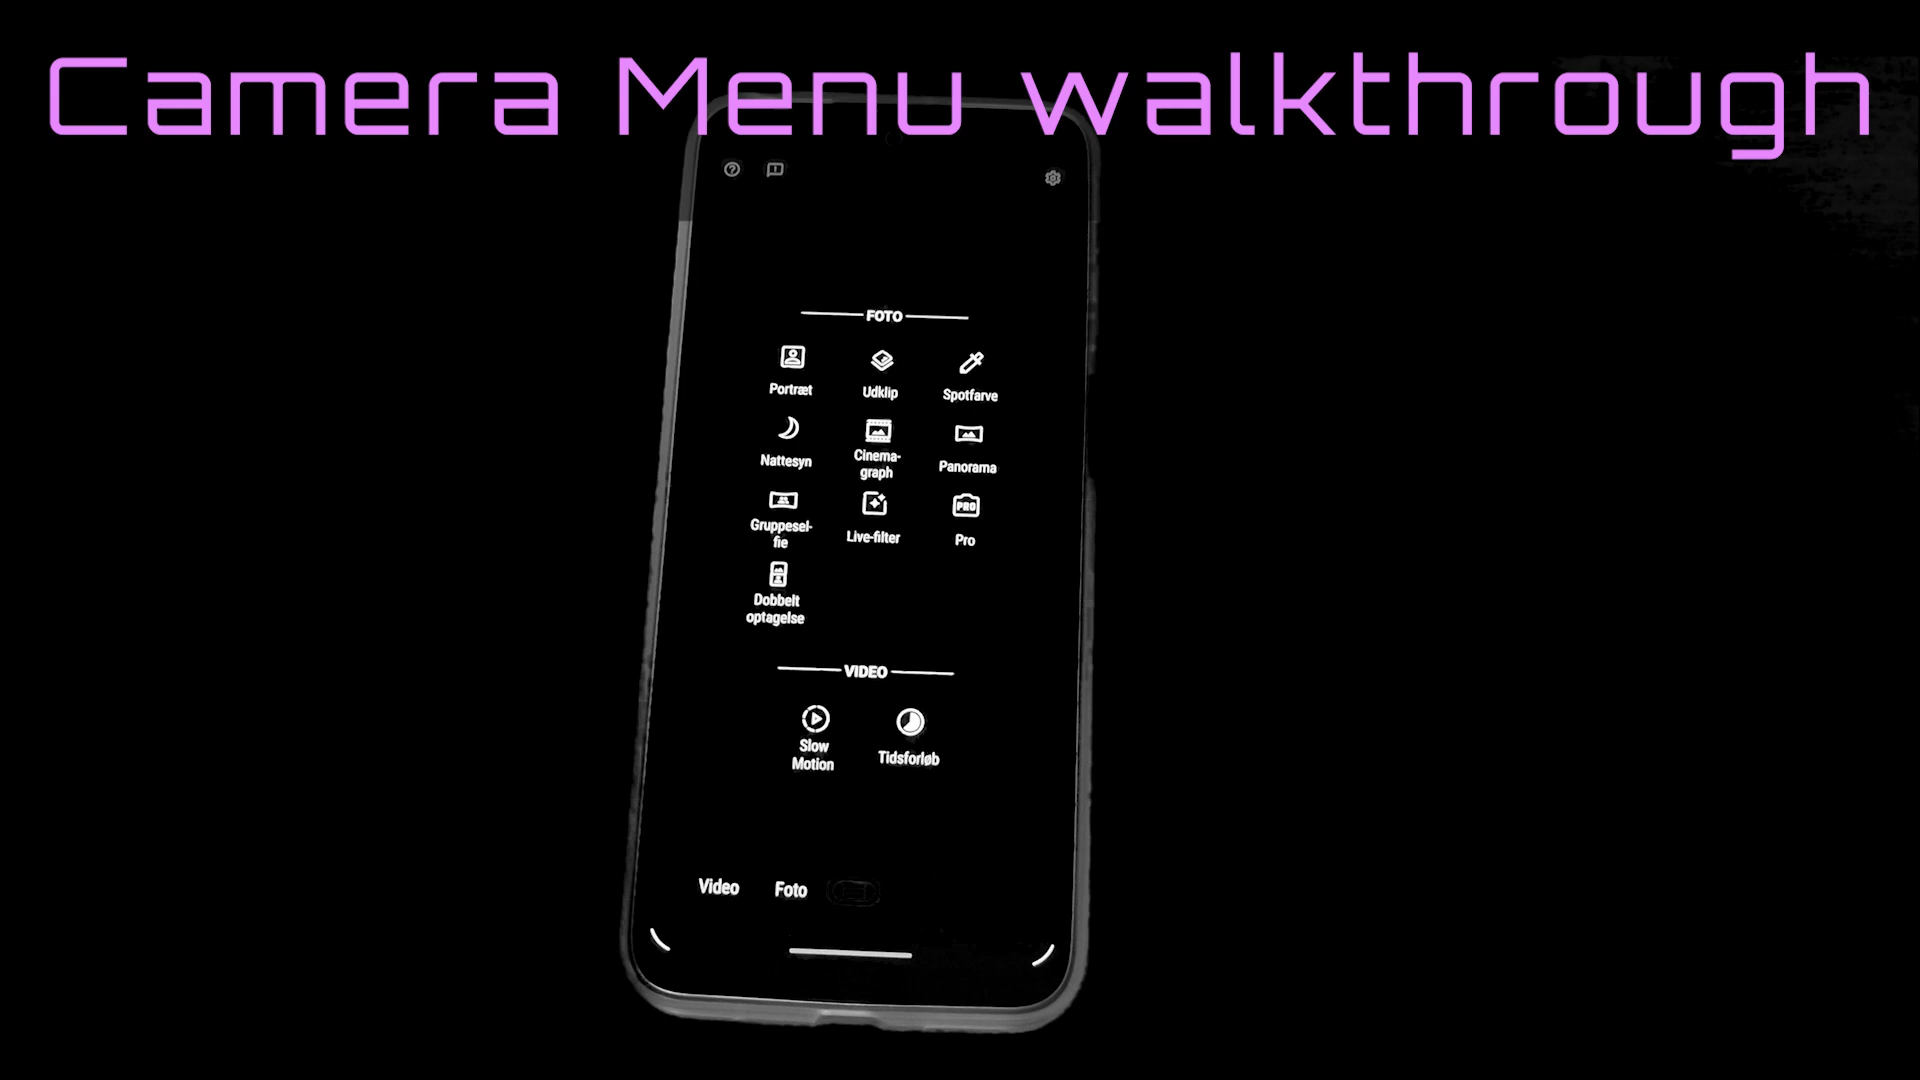 Camera Menu walkthrough
FOTO
Portræt Udklip Spotfarve
Nattesyn Cinema-
graph Panorama
Gruppesel-
fie Live-filter Pro
PRO
Dobbelt
optagelse
VIDEO
Slow
Motion Tidsforløb
Video Foto